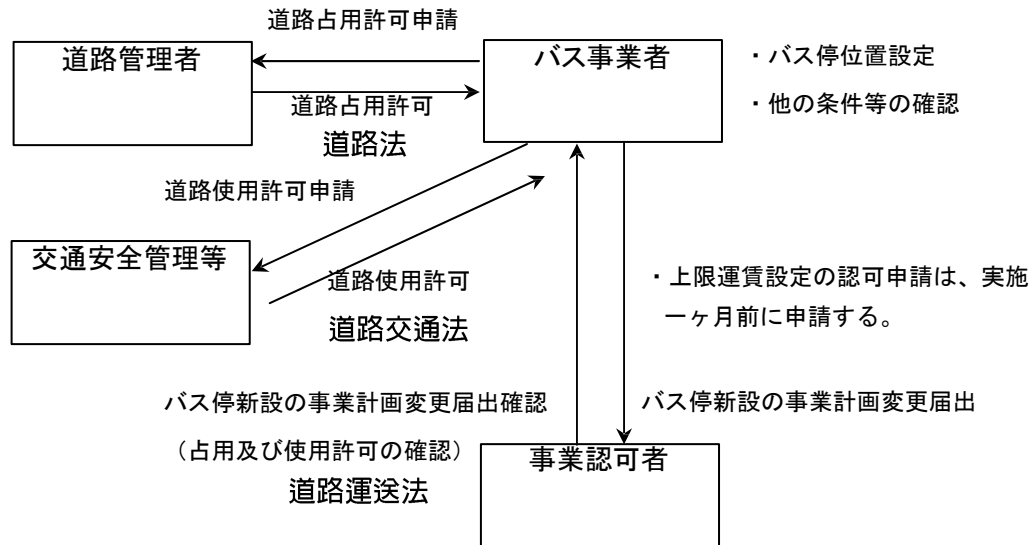 道路占用許可申請
道路管理者
バス事業者
・バス停位置設定
・他の条件等の確認
道路占用許可
道路法
道路使用許可申請
交通安全管理等
道路使用許可
道路交通法
・上限運賃設定の認可申請は、実施
一ヶ月前に申請する。
バス停新設の事業計画変更届出確認
（占用及び使用許可の確認）
道路運送法
バス停新設の事業計画変更届出
事業認可者